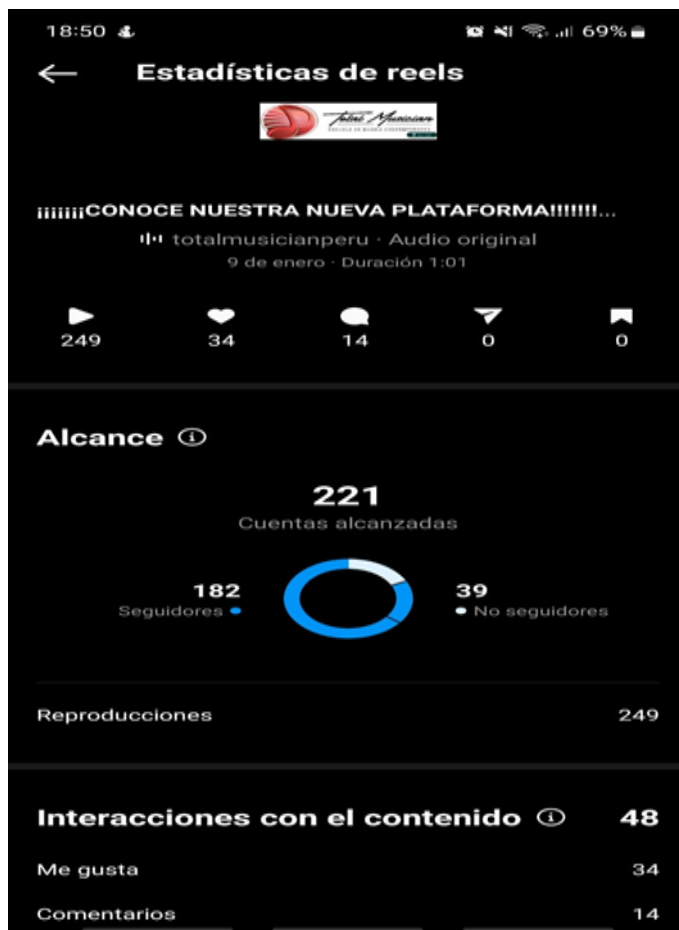 18:50 69%
Estadísticas de reels
Total Musician
¡¡¡¡¡¡¡CONOCE NUESTRA NUEVA PLATAFORMA!!!!!!!...
totalmusicianperu · Audio original
9 de enero · Duración 1:01
249 34 14 0 0
Alcance
221
Cuentas alcanzadas
182 39
Seguidores No seguidores
Reproducciones 249
Interacciones con el contenido 48
Me gusta 34
Comentarios 14